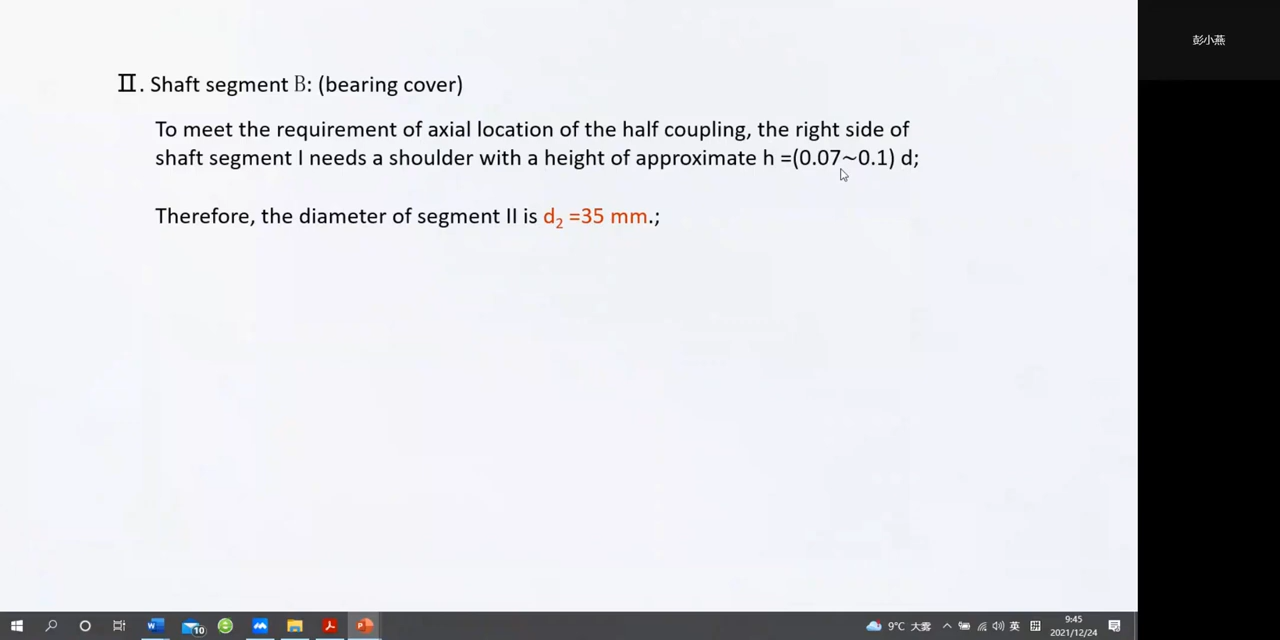 彭小燕
Ⅱ. Shaft segment B: (bearing cover)
To meet the requirement of axial location of the half coupling, the right side of
shaft segment I needs a shoulder with a height of approximate h =(0.07~0.1) d;
Therefore, the diameter of segment II is d₂ =35 mm.;
10
9°C 大雾
英
9:45
2021/12/24